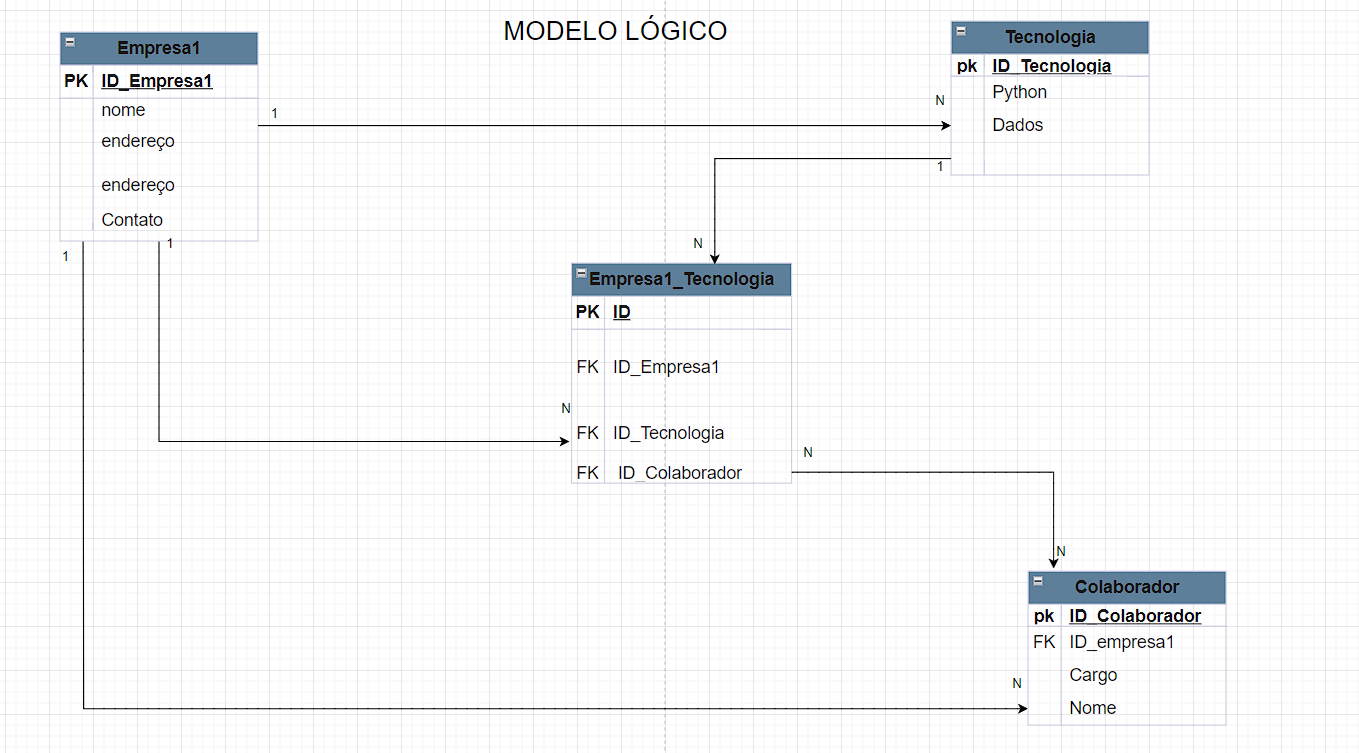 MODELO LÓGICO
Empresa1
PK ID_Empresa1
nome
endereço
endereço
Contato
1
1
1
Tecnologia
pk ID_Tecnologia
Python
Dados
N
1
N
Empresa1_Tecnologia
PK ID
FK ID_Empresa1
N
FK ID_Tecnologia
FK ID_Colaborador
N
N
Colaborador
pk ID_Colaborador
FK ID_empresa1
Cargo
N
Nome